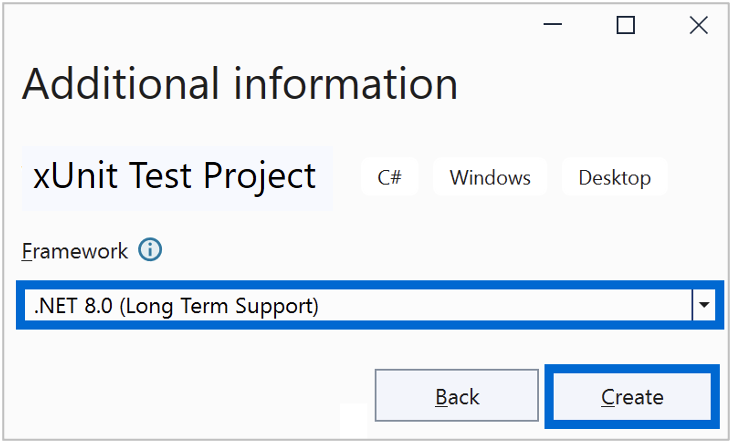 Additional information
xUnit Test Project C# Windows Desktop
Framework
.NET 8.0 (Long Term Support)
Back Create